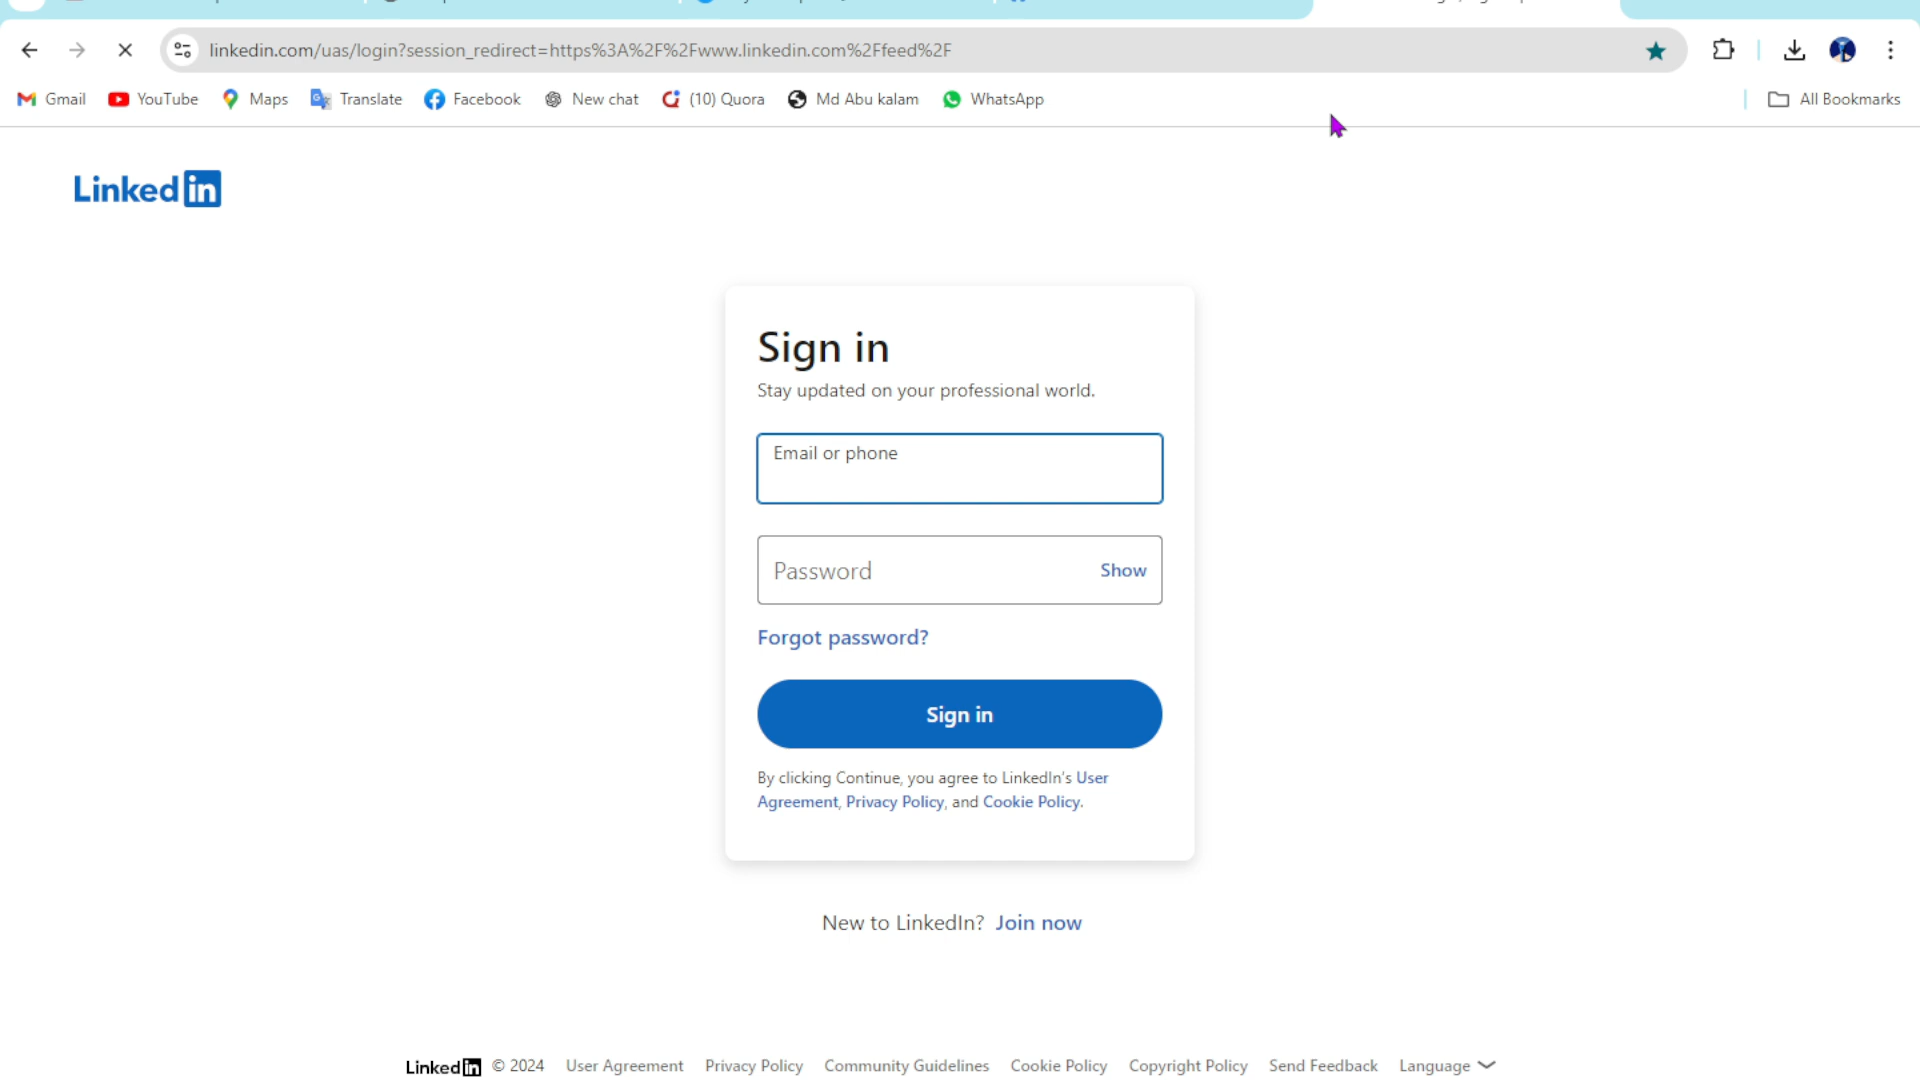 linkedin.com/uas/login?session_redirect=https%3A%2F%2Fwww.linkedin.com%2Ffeed%2F
Gmail YouTube Maps Translate Facebook New chat (10) Quora Md Abu kalam WhatsApp All Bookmarks
Linked in
Sign in
Stay updated on your professional world.
Email or phone
Password Show
Forgot password?
Sign in
By clicking Continue, you agree to LinkedIn's User
Agreement, Privacy Policy, and Cookie Policy.
New to LinkedIn? Join now
Linked in © 2024 User Agreement Privacy Policy Community Guidelines Cookie Policy Copyright Policy Send Feedback Language